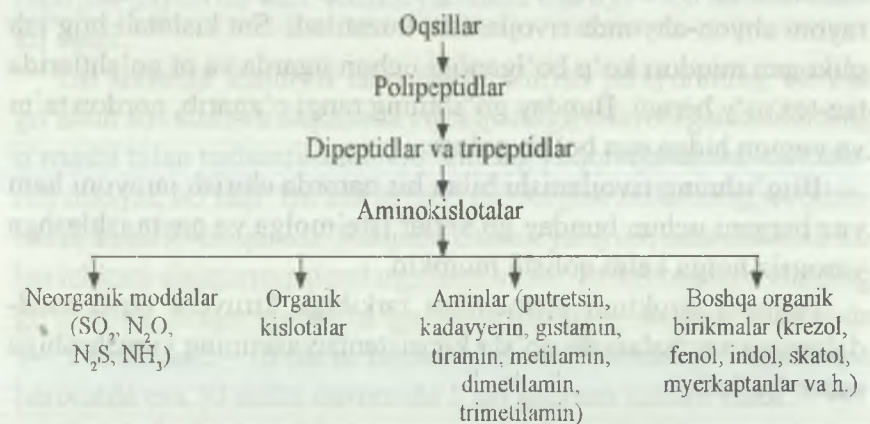 Oqsillar
Polipeptidlar
Dipeptidlar va tripeptidlar
Aminokislotalar
Neorganik moddalar
(SO₂, N₂O,
N₂S, NH₃)
Organik
kislotalar
Aminlar (putretsin,
kadavyerin, gistamin,
tiramin, metilamin,
dimetilamin,
trimetilamin)
Boshqa organik
birikmalar (krezol,
fenol, indol, skatol,
myerkaptanlar va h.)